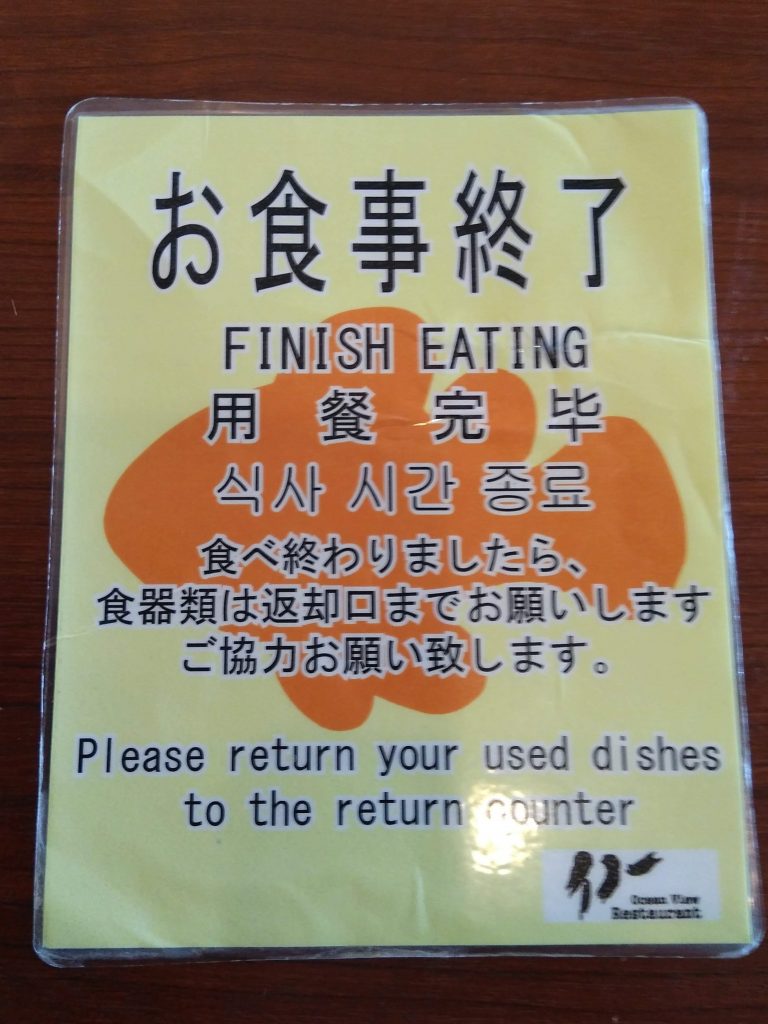 お食事終了
FINISH EATING
用餐完毕
식사 시간 종료
食べ終わりましたら、
食器類は返却口までお願いします
ご協力お願い致します。
Please return your used dishes
to the return counter
Ocean View
Restaurant